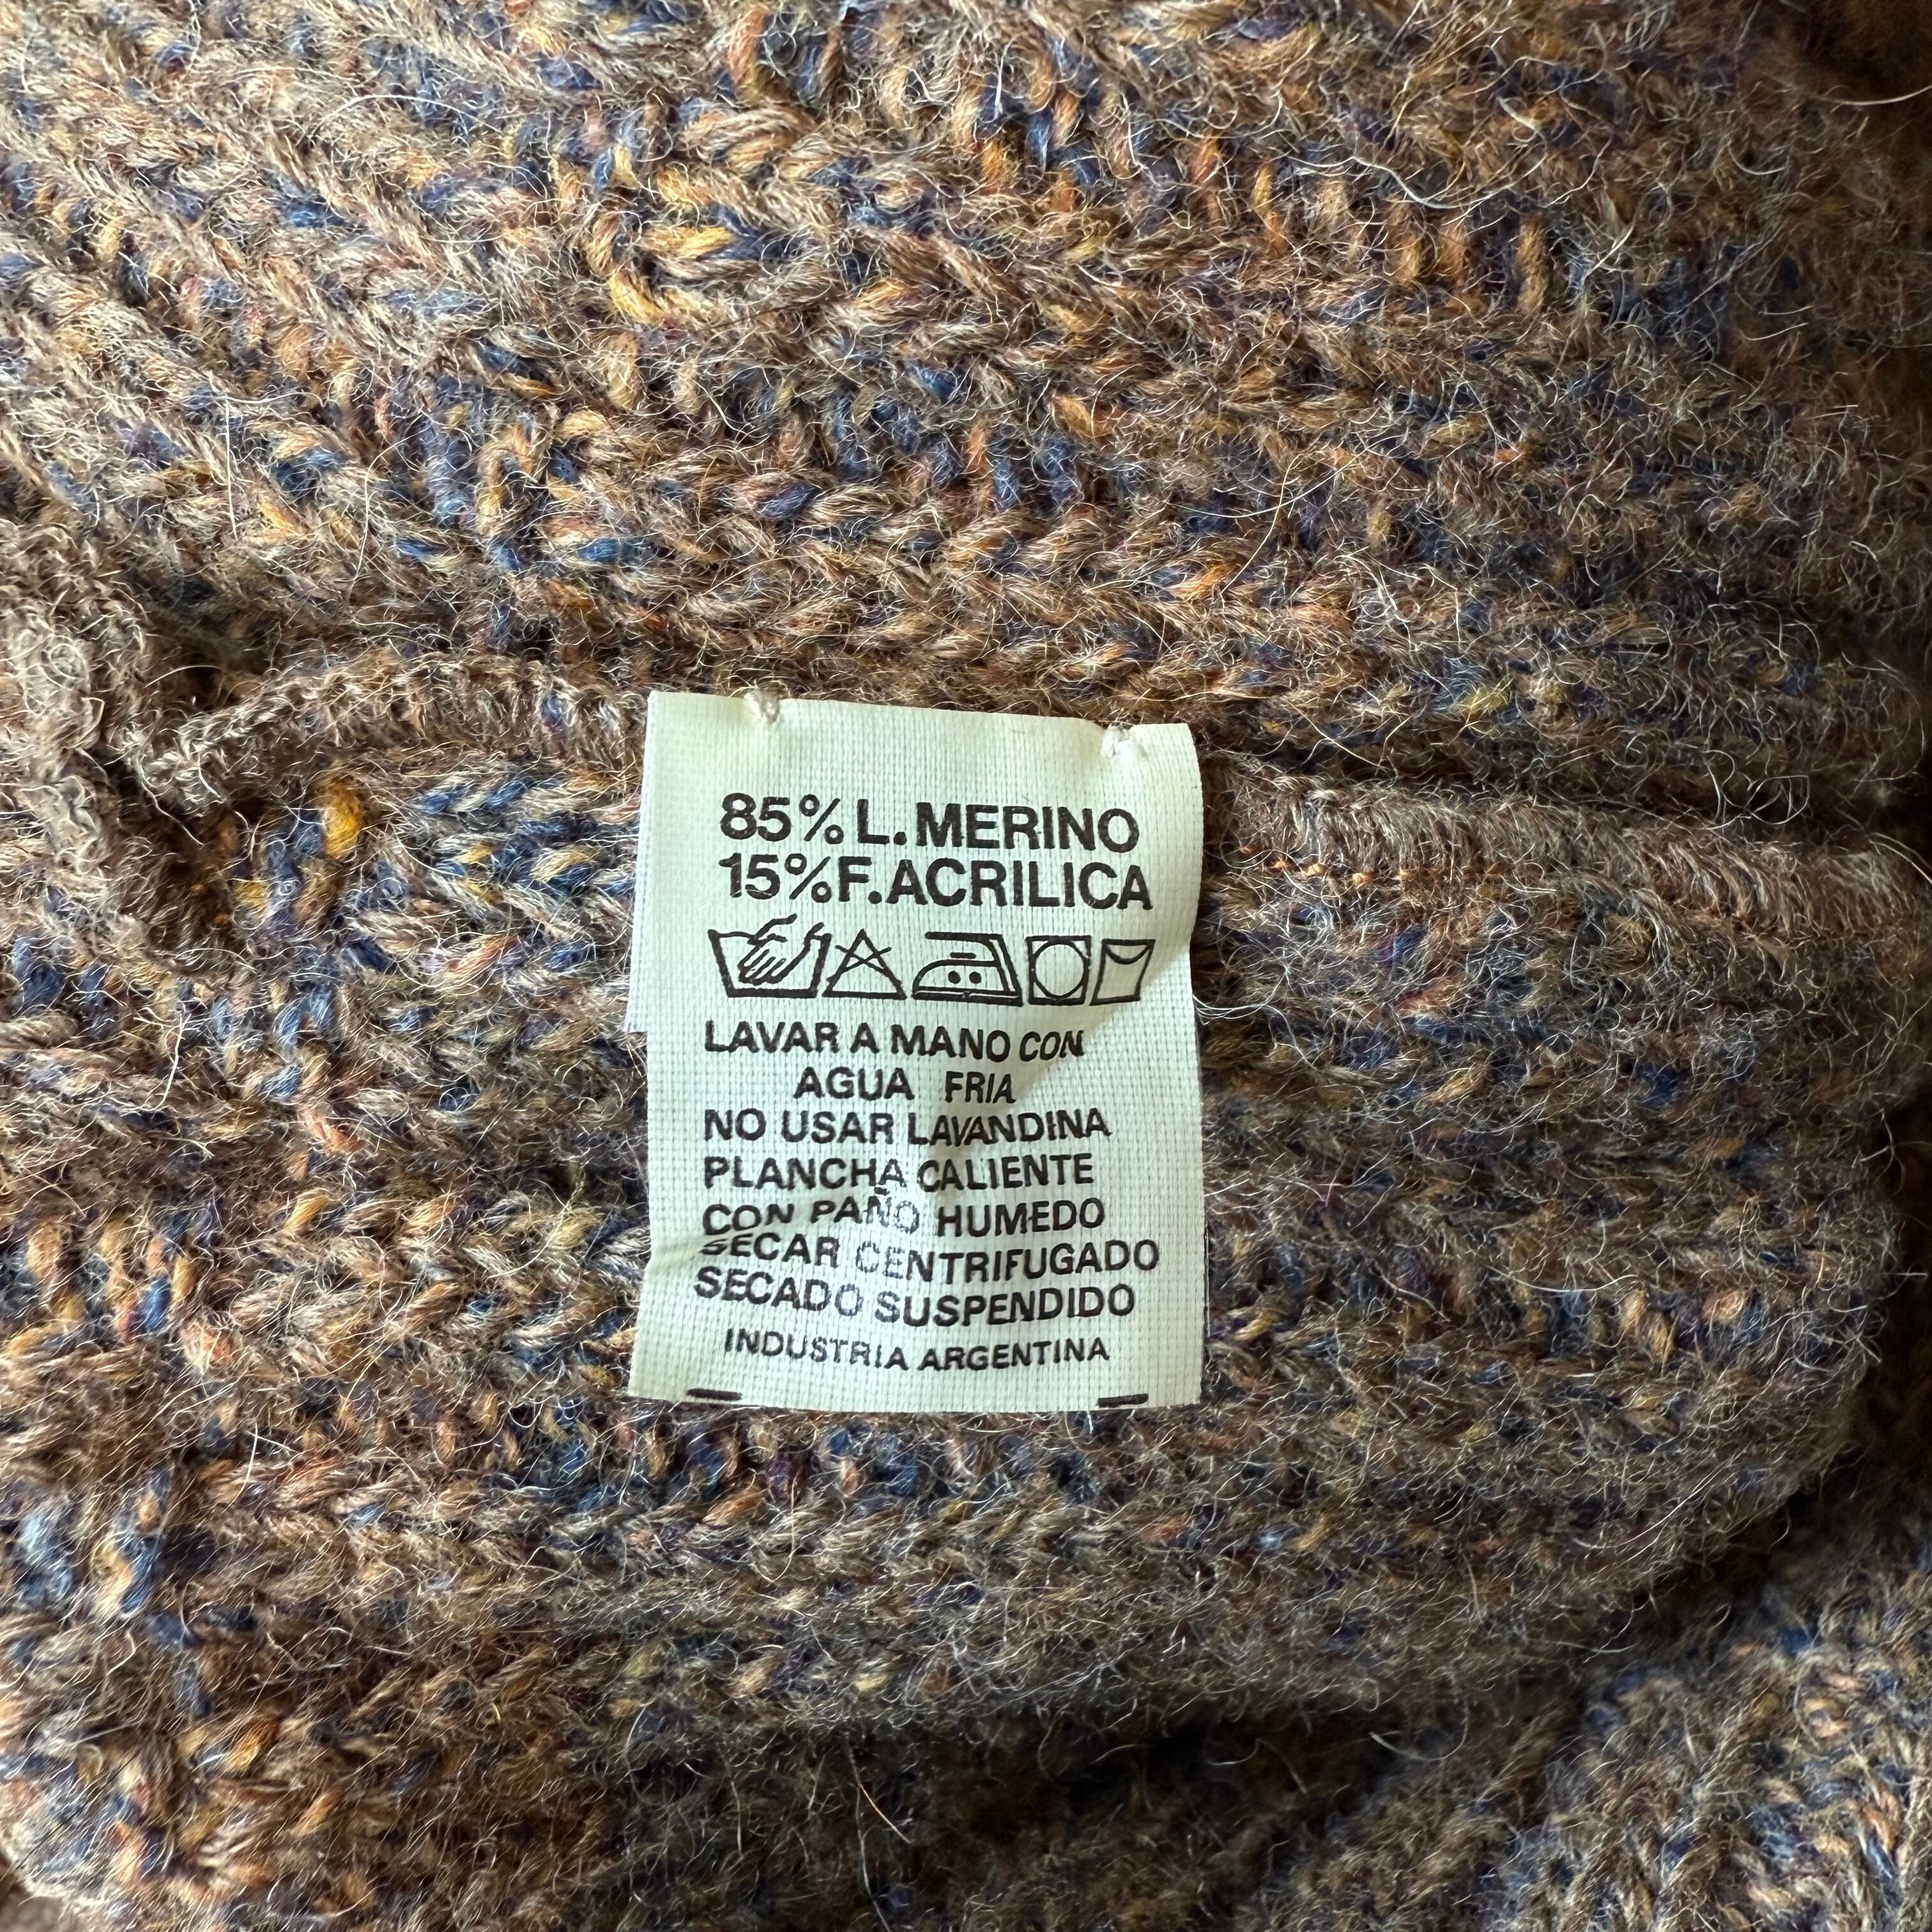 85% L. MERINO
15% F. ACRILICA
LAVAR A MANO CON
AGUA FRIA
NO USAR LAVANDINA
PLANCHA CALIENTE
CON PAÑO HUMEDO
SECAR CENTRIFUGADO
SECADO SUSPENDIDO
INDUSTRIA ARGENTINA